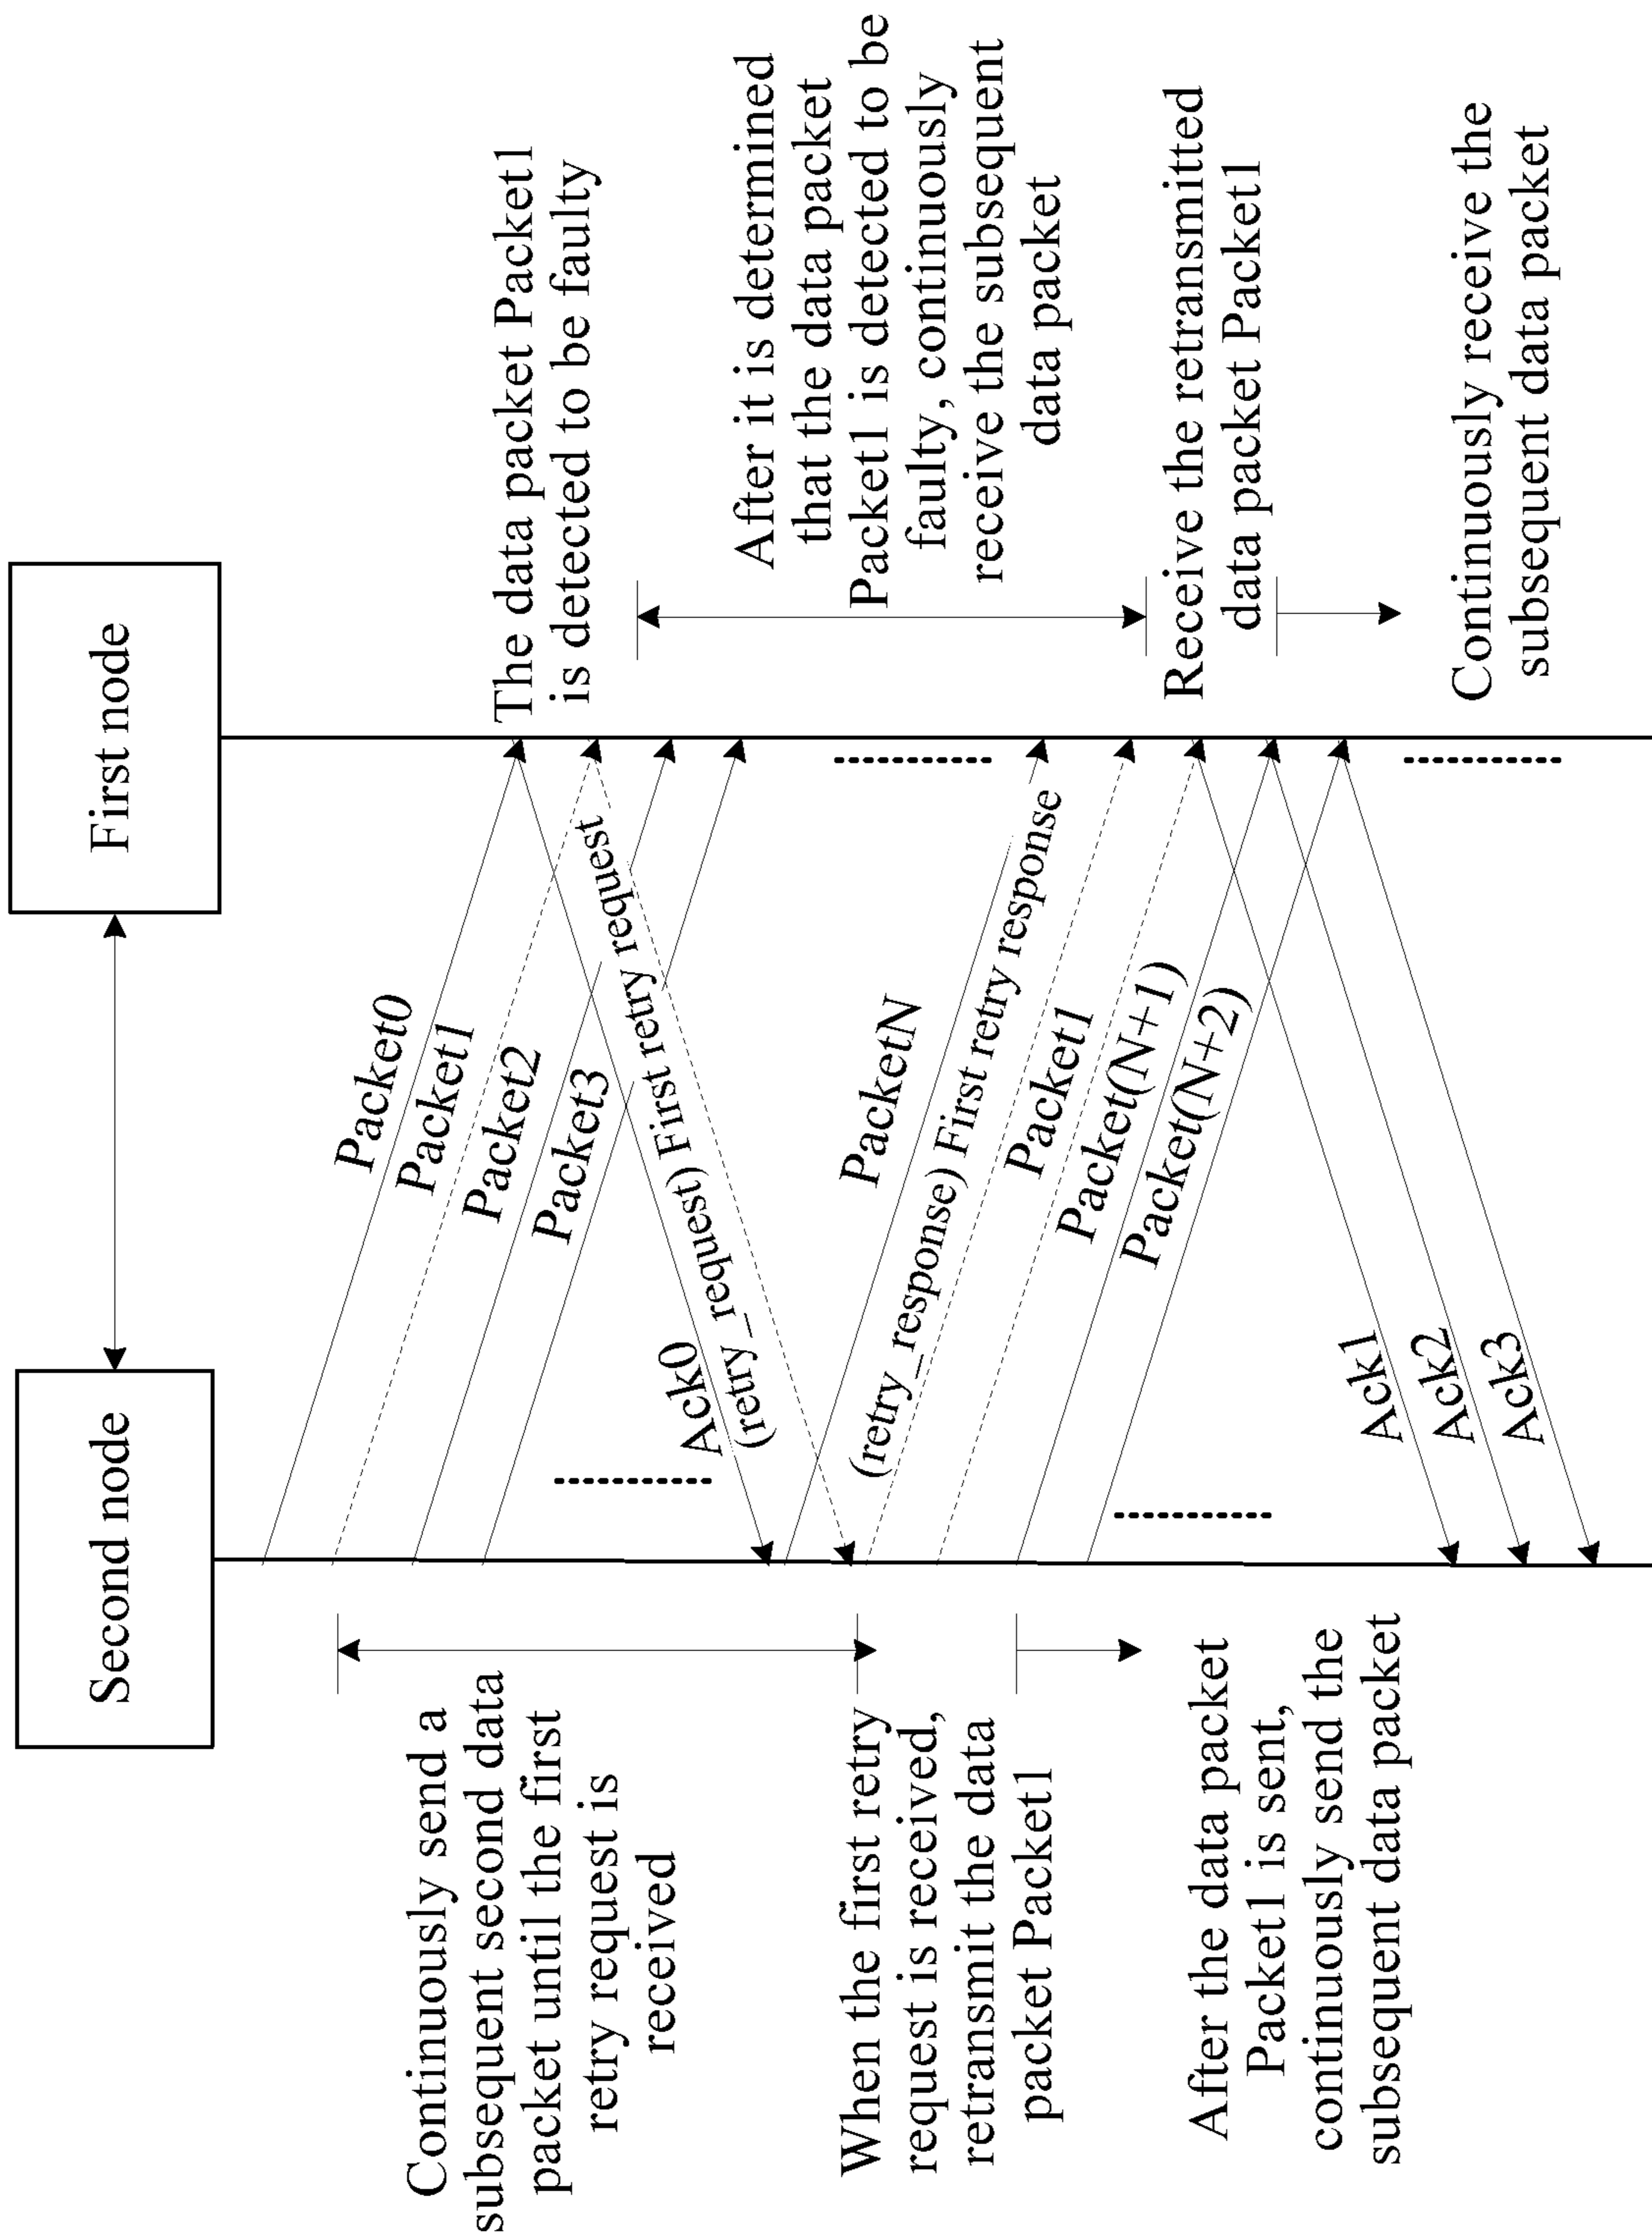 Second node
First node
Continuously send a
subsequent second data
packet until the first
retry request is
received
When the first retry
request is received,
retransmit the data
packet Packet1
After the data packet
Packet1 is sent,
continuously send the
subsequent data packet
Packet0
Packet1
Packet2
Packet3
Ack0
(retry_request) First retry request
PacketN
(retry_response) First retry response
Packet1
Packet(N+1)
Packet(N+2)
Ack1
Ack2
Ack3
The data packet Packet1
is detected to be faulty
After it is determined
that the data packet
Packet1 is detected to be
faulty, continuously
receive the subsequent
data packet
Receive the retransmitted
data packet Packet1
Continuously receive the
subsequent data packet